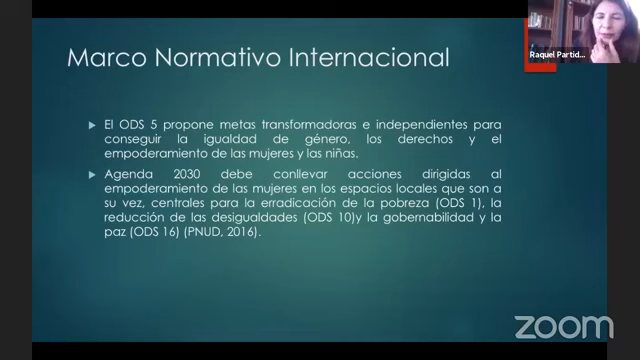 Marco Normativo Internacional
Raquel Partid...
El ODS 5 propone metas transformadoras e independientes para
conseguir la igualdad de género, los derechos y el
empoderamiento de las mujeres y las niñas.
Agenda 2030 debe conllevar acciones dirigidas al
empoderamiento de las mujeres en los espacios locales que son a
su vez, centrales para la erradicación de la pobreza (ODS 1), la
reducción de las desigualdades (ODS 10)y la gobernabilidad y la
paz (ODS 16) (PNUD, 2016).
zoom